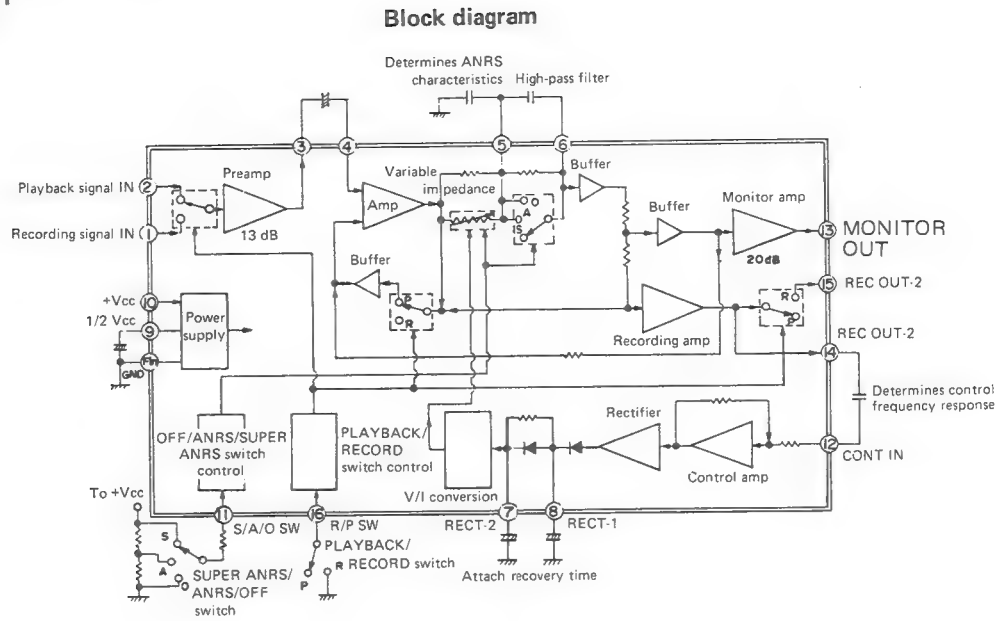 Block diagram
Determines ANRS
characteristics
High-pass filter
3
4
5
6
Preamp
Variable
impedance
Buffer
Playback signal IN
2
Amp
A
O
S
Buffer
Monitor amp
Recording signal IN
1
13 dB
20dB
13
MONITOR
OUT
Buffer
15
REC OUT-2
+Vcc
10
P
R
R
P
1/2 Vcc
9
Power
supply
Recording amp
REC OUT-2
14
GND
Fin
Determines control
frequency response
Rectifier
OFF/ANRS/SUPER
ANRS switch
control
PLAYBACK/
RECORD
switch control
12
CONT IN
Control amp
V/I conversion
To +Vcc
11
S/A/O SW
16
R/P SW
RECT-2
7
8
RECT-1
S
PLAYBACK/
RECORD switch
R
P
Attach recovery time
A
O
SUPER ANRS/
ANRS/OFF
switch